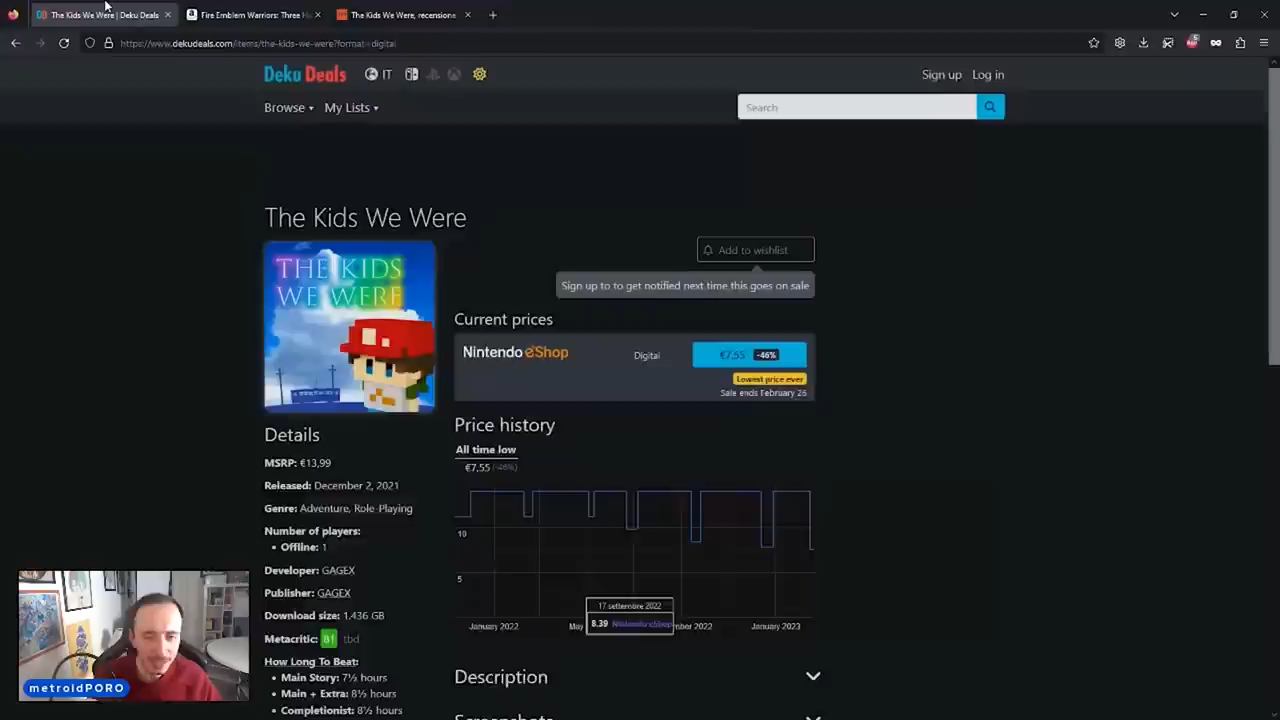 The Kids We Were | Deku Deals
Fire Emblem Warriors: Three H
The Kids We Were, recensione
https://www.dekudeals.com/items/the-kids-we-were?format=digital
Deku Deals
IT
Sign up
Log in
Browse
My Lists
Search
The Kids We Were
Add to wishlist
Sign up to to get notified next time this goes on sale
THE KIDS
WE WERE
Current prices
Nintendo eShop
Digital
€7,55
-46%
Lowest price ever
Sale ends February 26
Price history
All time low
€7,55 (-46%)
10
5
17 settembre 2022
8.39 Nintendo eShop
January 2022
May
mber 2022
January 2023
Details
MSRP: €13,99
Released: December 2, 2021
Genre: Adventure, Role-Playing
Number of players:
• Offline: 1
Developer: GAGEX
Publisher: GAGEX
Download size: 1,436 GB
Metacritic: 81 tbd
How Long To Beat:
• Main Story: 7½ hours
• Main + Extra: 8½ hours
• Completionist: 8½ hours
Description
Screenshots
metroidPORO